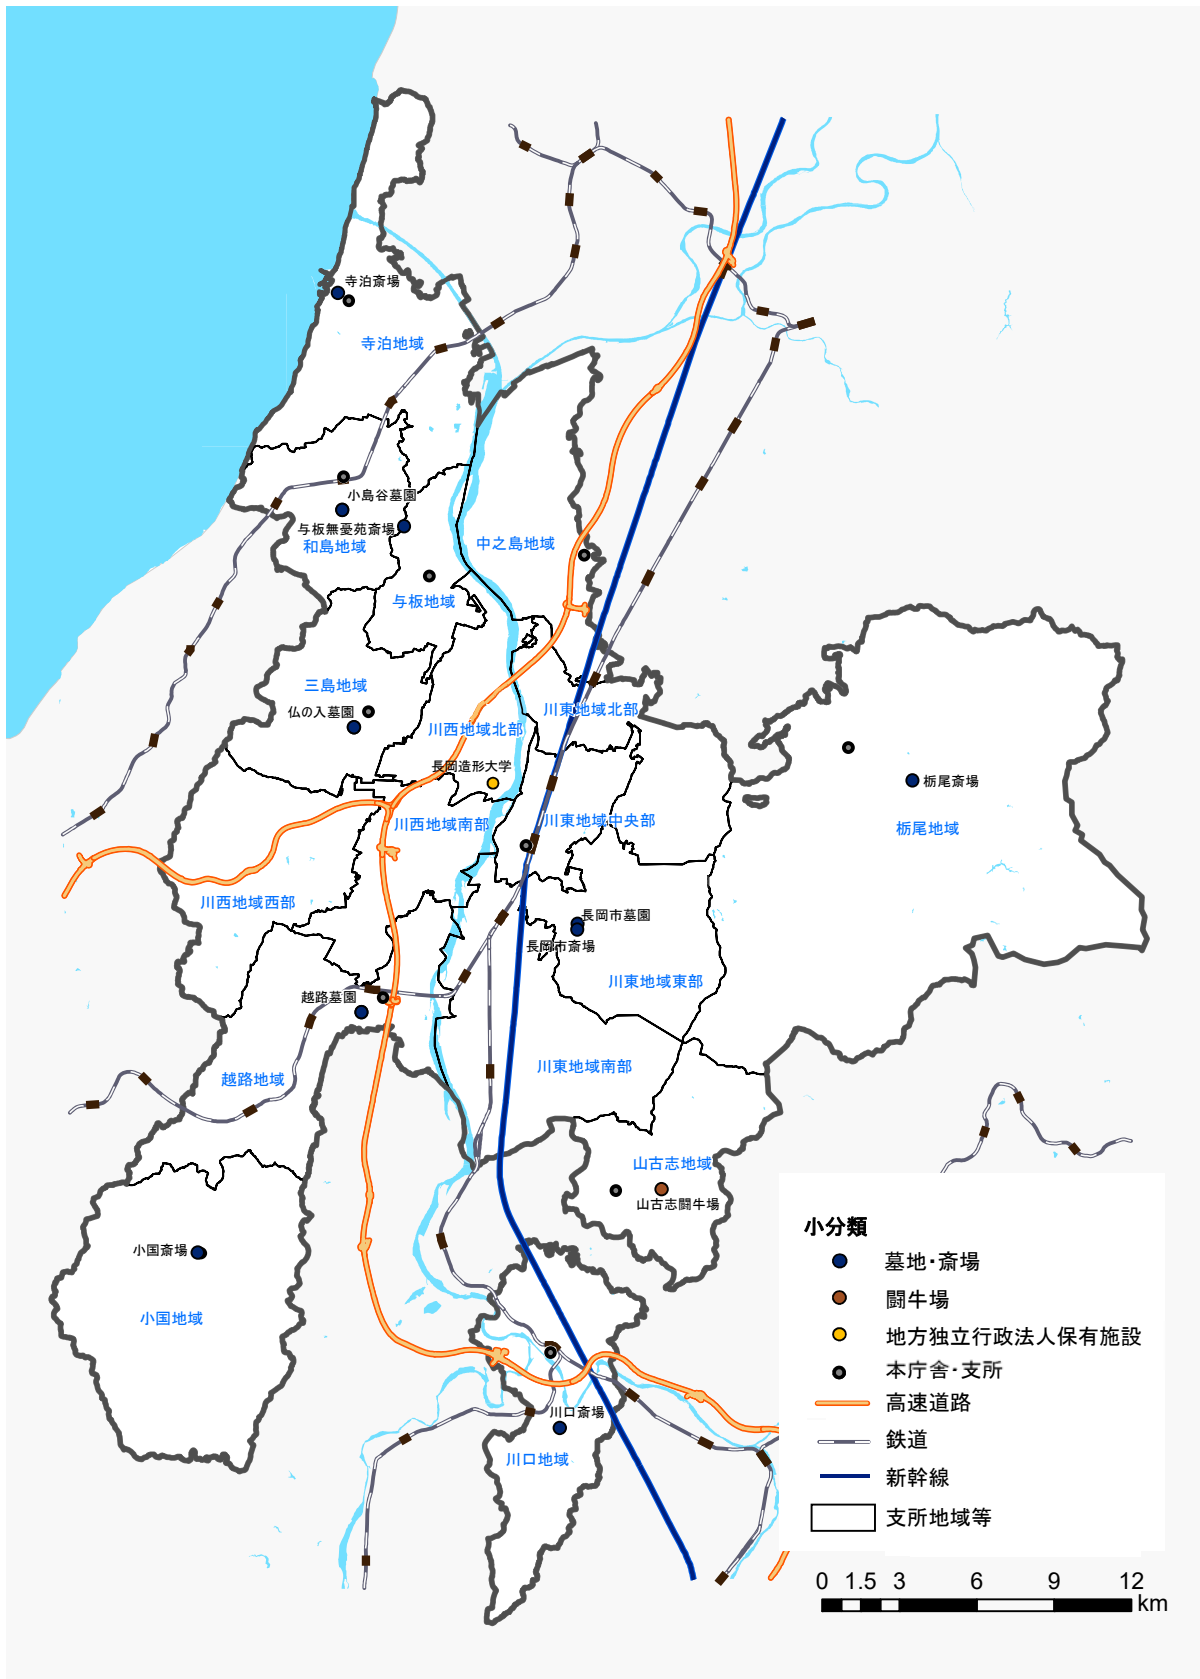 寺泊斎場
寺泊地域
小島谷墓園
与板無憂苑斎場
和島地域
中之島地域
与板地域
三島地域
仏の入墓園
川東地域北部
川西地域北部
長岡造形大学
栃尾斎場
川西地域南部
川東地域中央部
栃尾地域
川西地域西部
長岡市墓園
長岡市斎場
川東地域東部
越路墓園
川東地域南部
越路地域
山古志地域
山古志闘牛場
小国斎場
小国地域
川口斎場
川口地域
小分類
墓地・斎場
闘牛場
地方独立行政法人保有施設
本庁舎・支所
高速道路
鉄道
新幹線
支所地域等
0 1.5 3 6 9 12
km